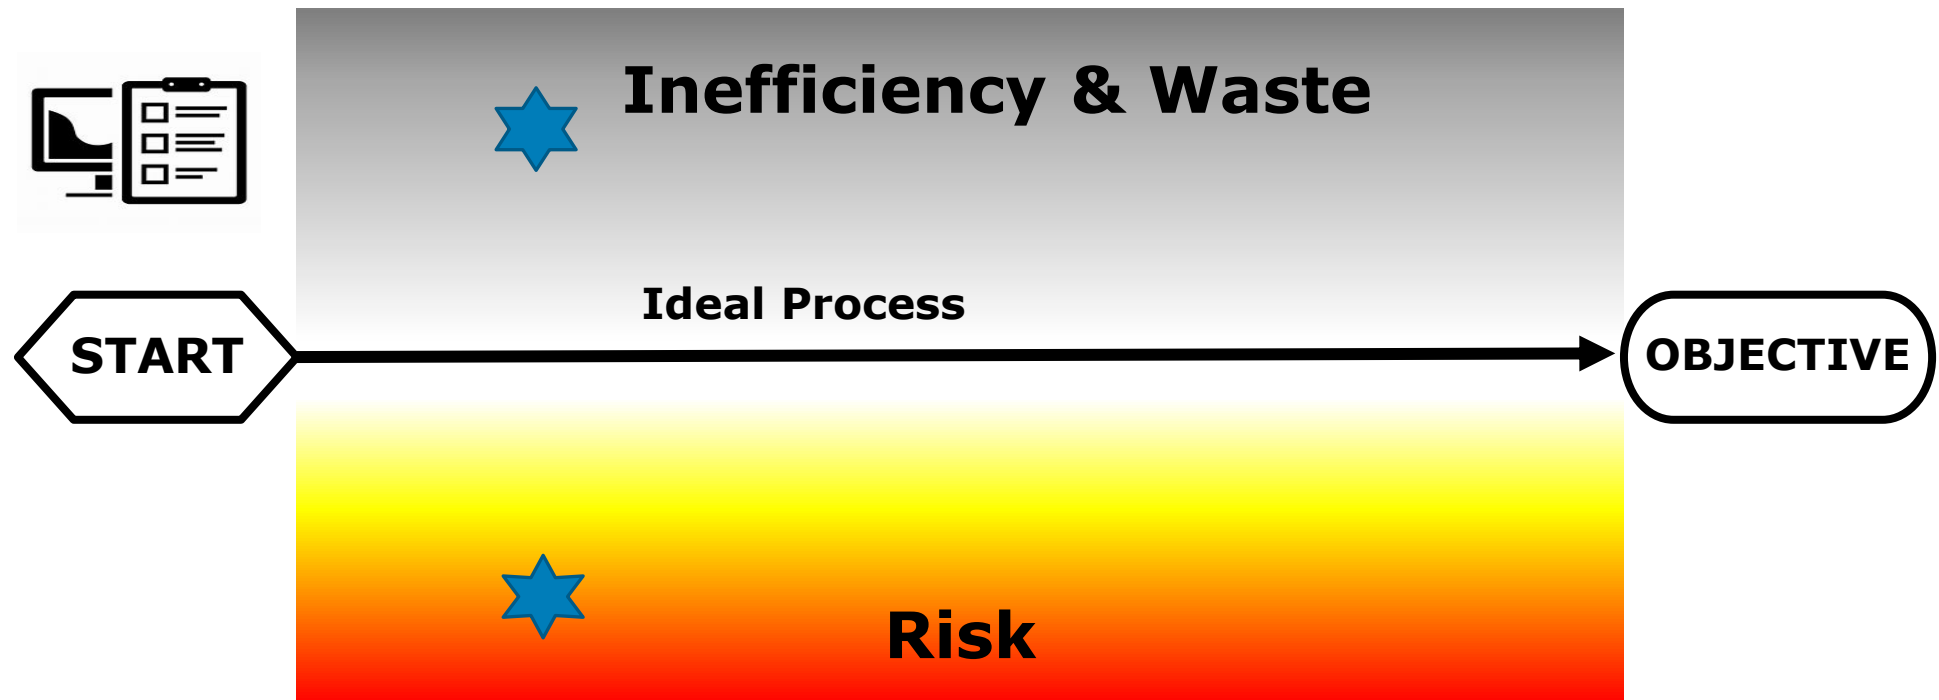 Inefficiency & Waste
Ideal Process
START
OBJECTIVE
Risk